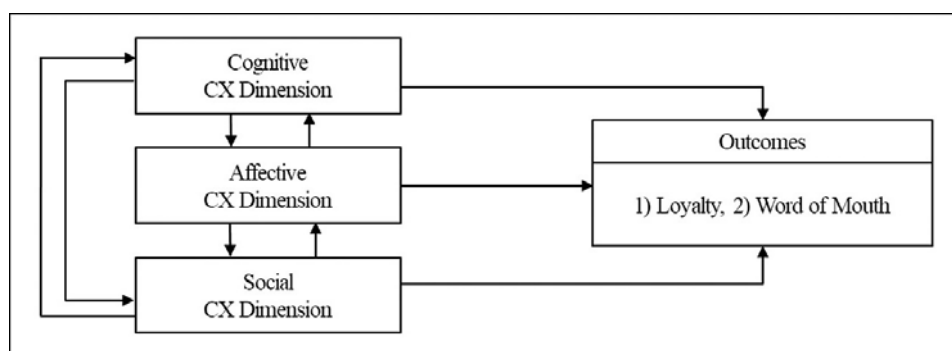 Cognitive
CX Dimension
Affective
CX Dimension
Social
CX Dimension
Outcomes
1) Loyalty, 2) Word of Mouth